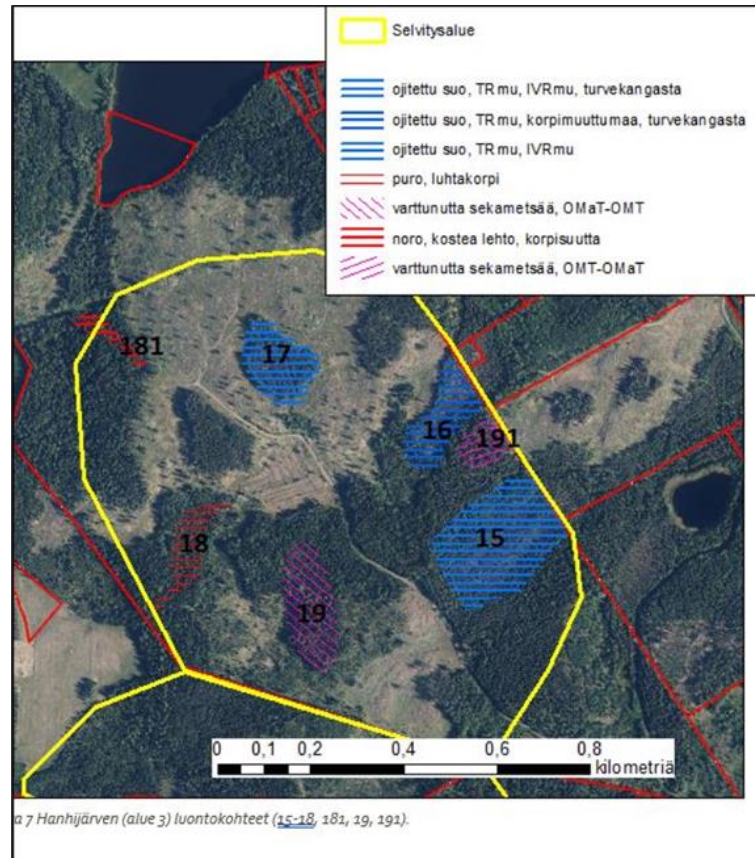 Selvitysalue
ojitettu suo, TRmu, IVRmu, turvekangasta
ojitettu suo, TRmu, korpimuuttumaa, turvekangasta
ojitettu suo, TRmu, IVRmu
puro, luhtakorpi
varttunutta sekametsää, OMaT-OMT
noro, kostea lehto, korpisuutta
varttunutta sekametsää, OMT-OMaT
181
17
16
191
15
18
19
0 0,1 0,2 0,4 0,6 0,8
kilometriä
a 7 Hanhijärven (alue 3) luontokohteet (15-18, 181, 19, 191).